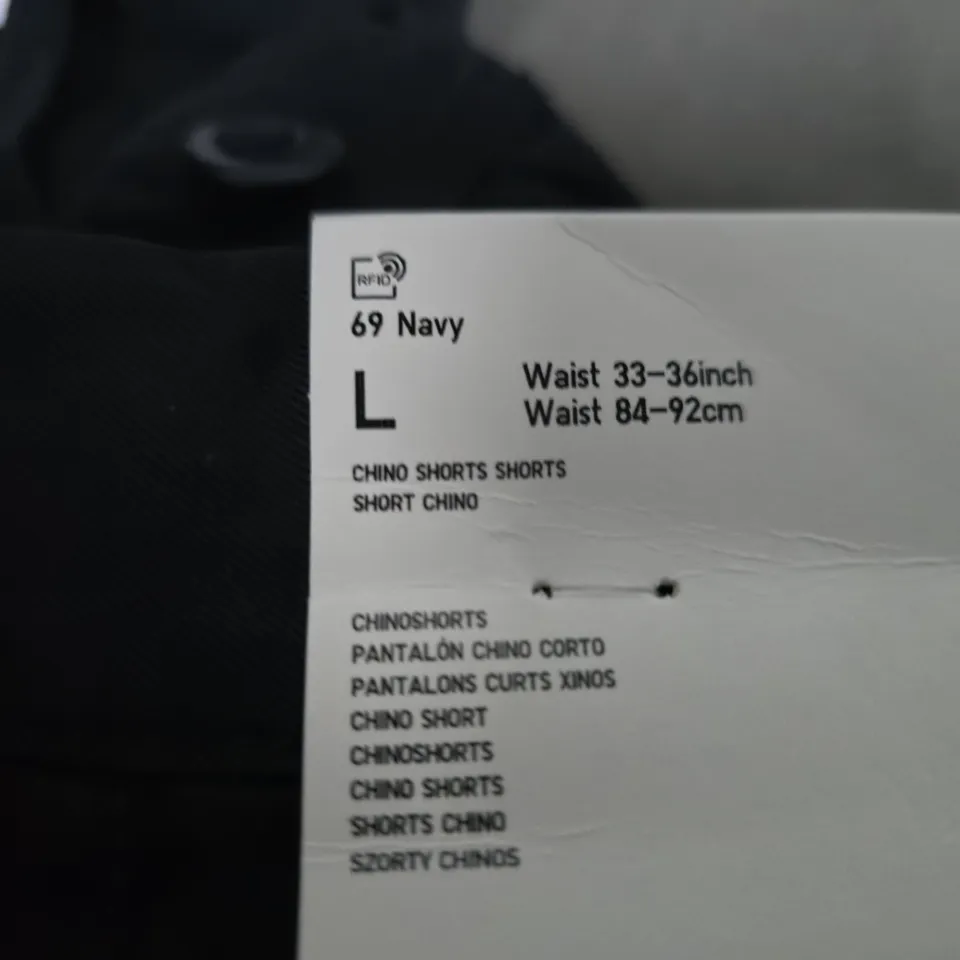 RFID
69 Navy
L
Waist 33-36inch
Waist 84-92cm
CHINO SHORTS SHORTS
SHORT CHINO
CHINOSHORTS
PANTALÓN CHINO CORTO
PANTALONS CURTS XINOS
CHINO SHORT
CHINOSHORTS
CHINO SHORTS
SHORTS CHINO
SZORTY CHINOS